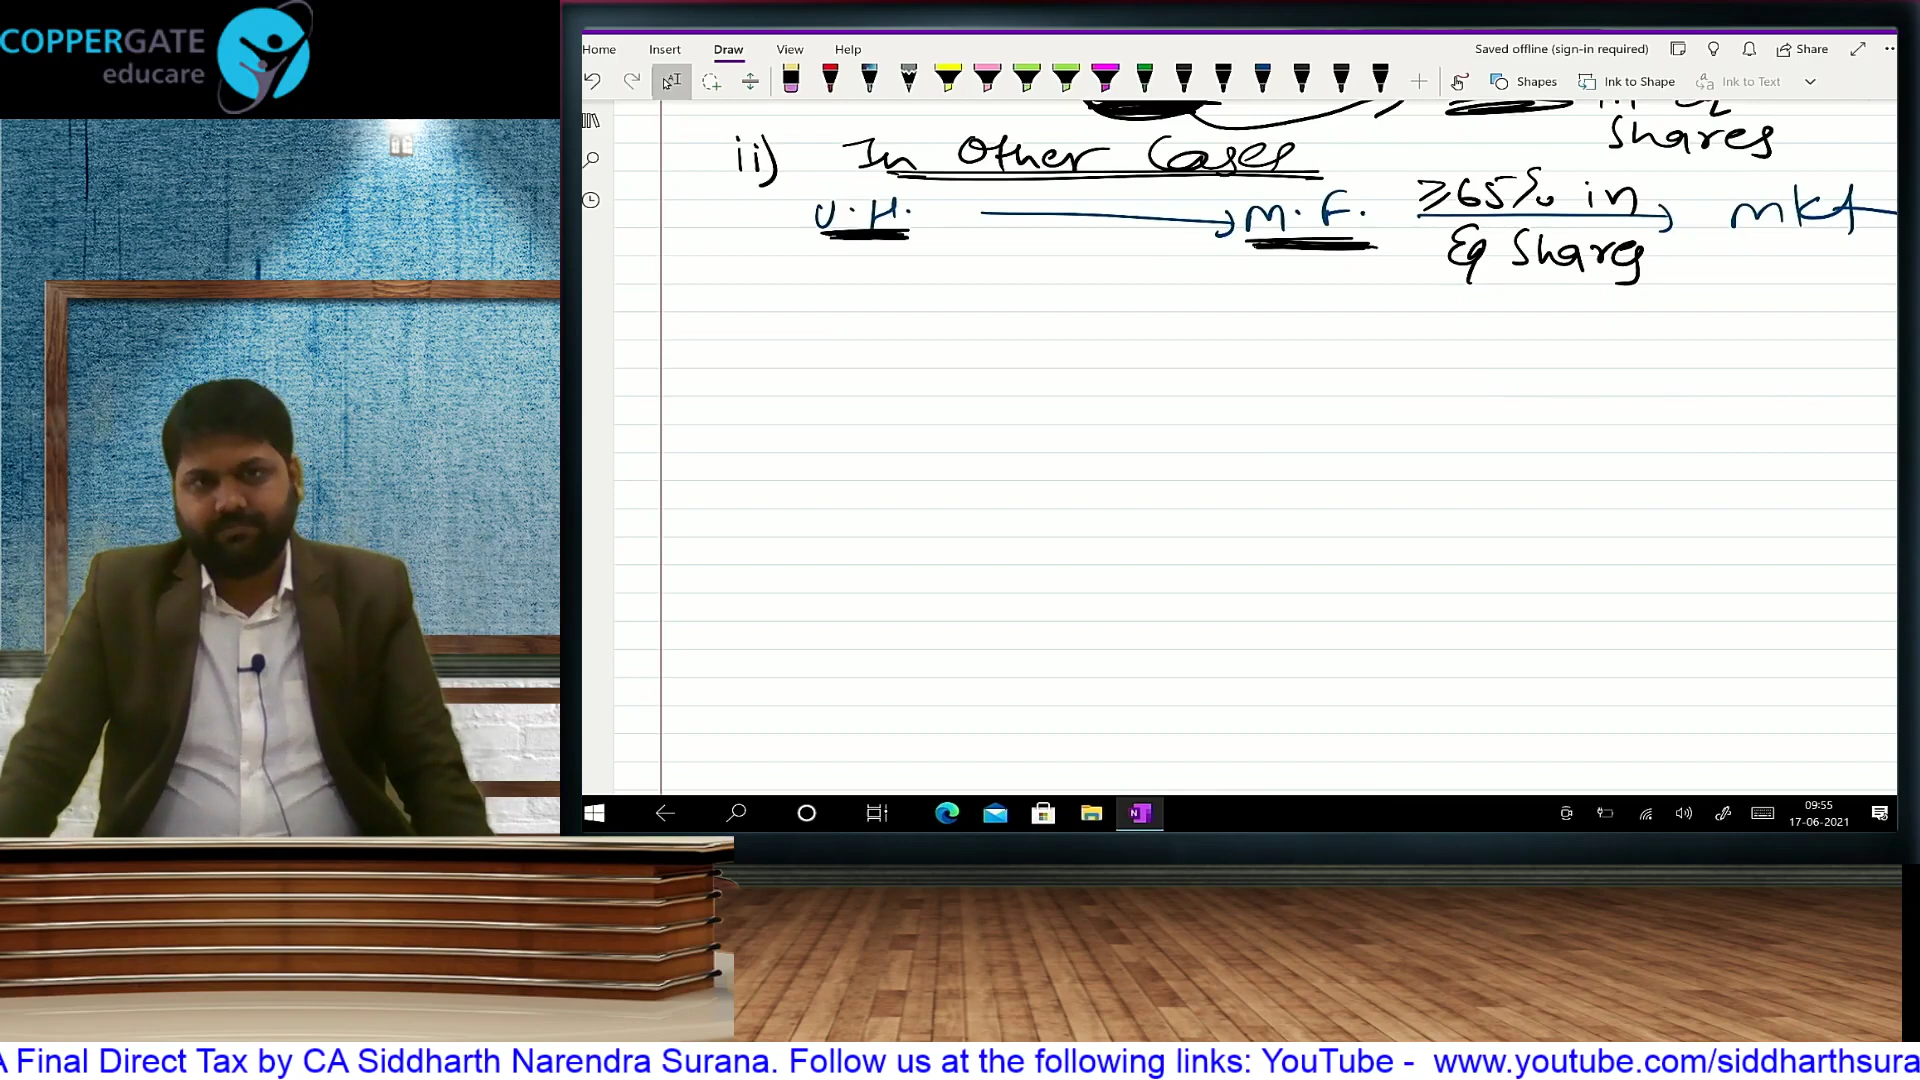 COPPERGATE
educare
Home Insert Draw View Help Saved offline (sign-in required) Share
Shapes Ink to Shape Ink to Text
Shares
ii) In Other Cases
U.H. M.F. ≥65% in mkt
Eq Shares
09:55
17-06-2021
A Final Direct Tax by CA Siddharth Narendra Surana. Follow us at the following links: YouTube - www.youtube.com/siddharthsura